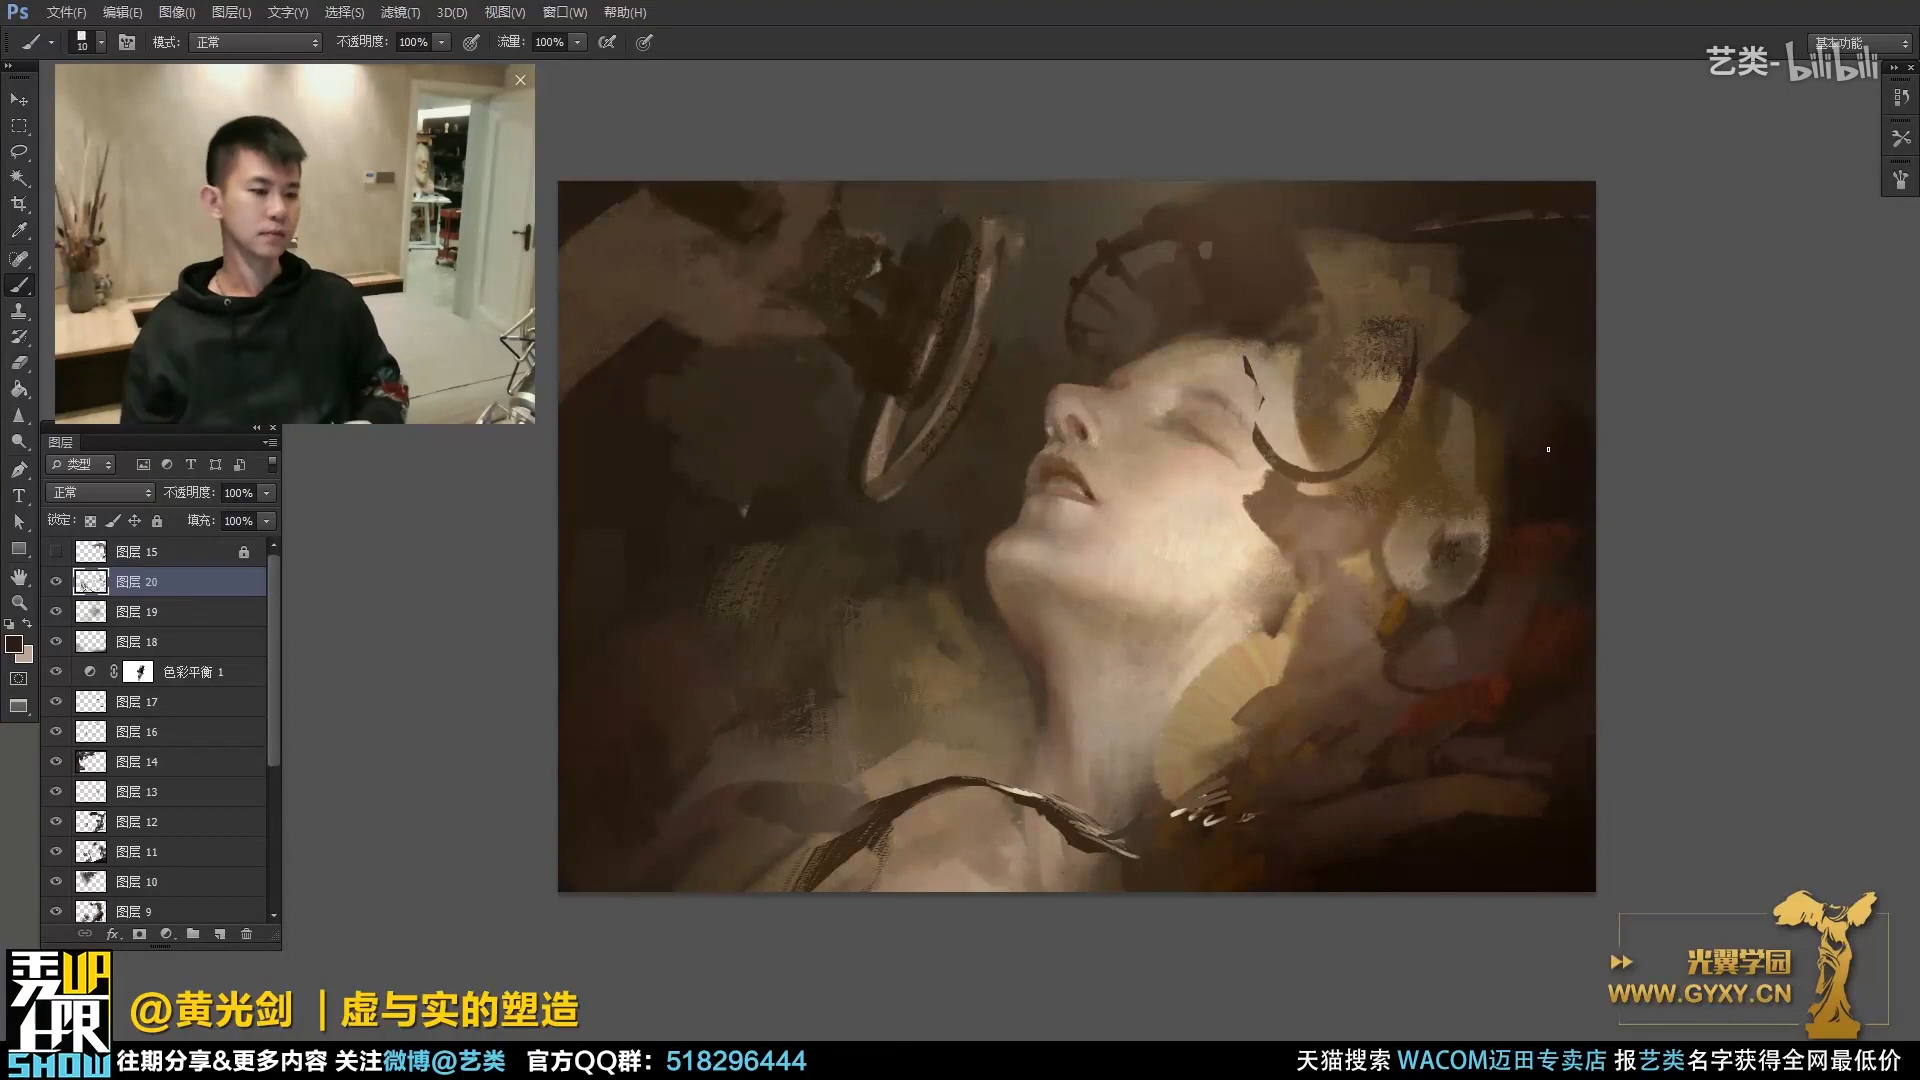 Ps 文件(F) 编辑(E) 图像(I) 图层(L) 文字(Y) 选择(S) 滤镜(T) 3D(D) 视图(V) 窗口(W) 帮助(H)
10 模式: 正常 不透明度: 100% 流量: 100% 基本功能
艺类- bilibili
图层
类型
正常 不透明度: 100%
锁定: 填充: 100%
图层 15
图层 20
图层 19
图层 18
色彩平衡 1
图层 17
图层 16
图层 14
图层 13
图层 12
图层 11
图层 10
图层 9
fx
光翼学园
WWW.GYXY.CN
UP
SHOW
@黄光剑 | 虚与实的塑造
往期分享&更多内容 关注微博@艺类 官方QQ群: 518296444
天猫搜索 WACOM迈田专卖店 报艺类名字获得全网最低价